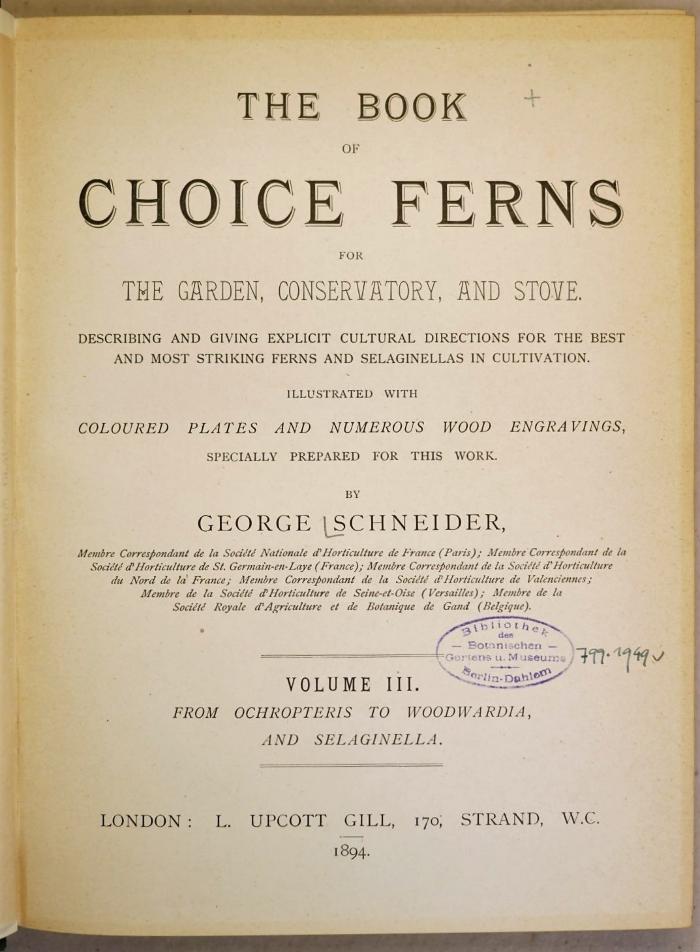 THE BOOK
OF
CHOICE FERNS
FOR
THE GARDEN, CONSERVATORY, AND STOVE.
DESCRIBING AND GIVING EXPLICIT CULTURAL DIRECTIONS FOR THE BEST
AND MOST STRIKING FERNS AND SELAGINELLAS IN CULTIVATION.
ILLUSTRATED WITH
COLOURED PLATES AND NUMEROUS WOOD ENGRAVINGS,
SPECIALLY PREPARED FOR THIS WORK.
BY
GEORGE SCHNEIDER,
Membre Correspondant de la Société Nationale d'Horticulture de France (Paris); Membre Correspondant de la
Société d'Horticulture de St. Germain-en-Laye (France); Membre Correspondant de la Société d'Horticulture
du Nord de la France; Membre Correspondant de la Société d'Horticulture de Valenciennes;
Membre de la Société d'Horticulture de Seine-et-Oise (Versailles); Membre de la
Société Royale d'Agriculture et de Botanique de Gand (Belgique).
Bibliothek
des
— Botanischen —
Gartens u. Museums
Berlin-Dahlem
799.1949
VOLUME III.
FROM OCHROPTERIS TO WOODWARDIA,
AND SELAGINELLA.
LONDON: L. UPCOTT GILL, 170, STRAND, W.C.
1894.